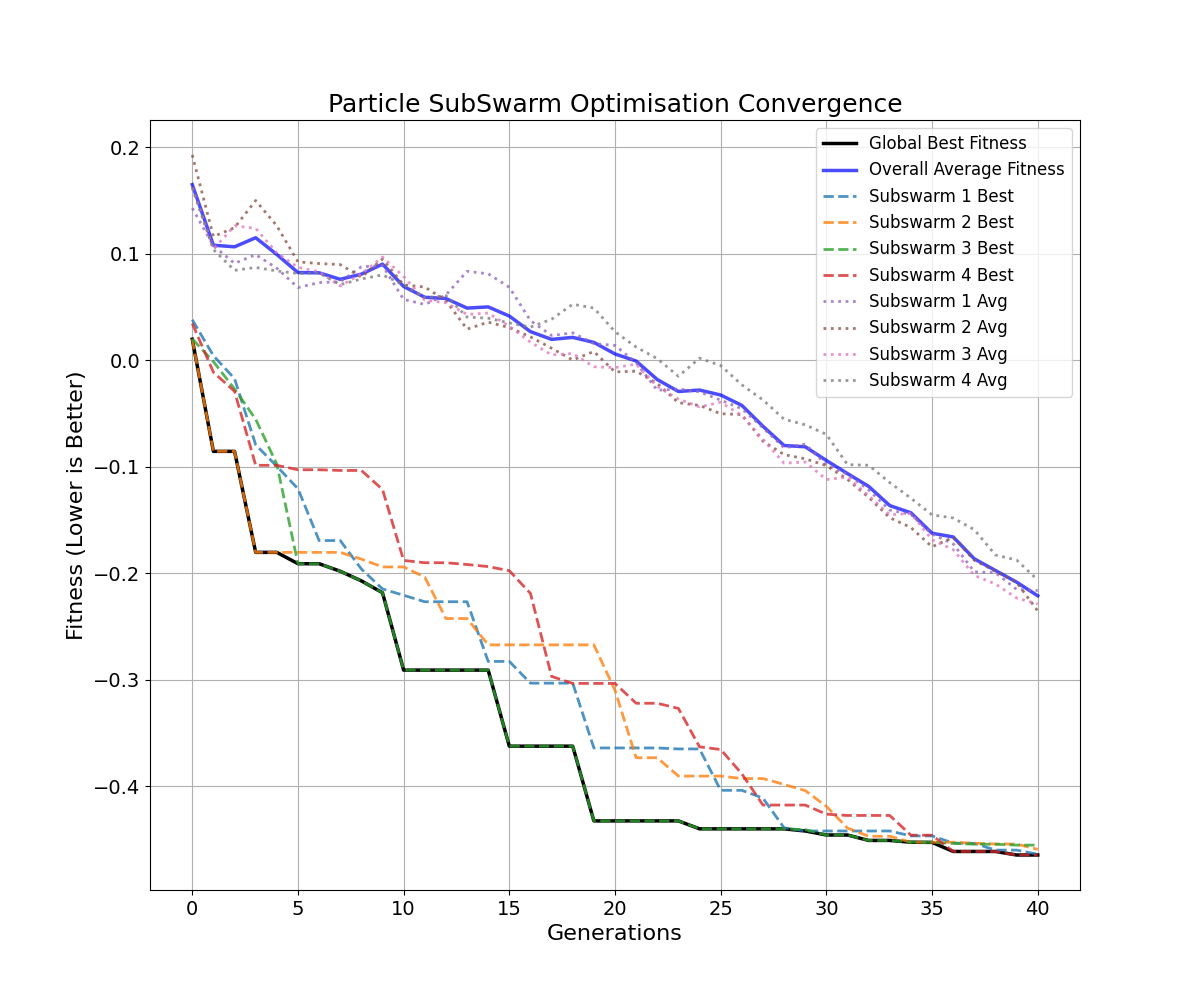 Particle SubSwarm Optimisation Convergence
Fitness (Lower is Better)
0.2
0.1
0.0
−0.1
−0.2
−0.3
−0.4
Global Best Fitness
Overall Average Fitness
Subswarm 1 Best
Subswarm 2 Best
Subswarm 3 Best
Subswarm 4 Best
Subswarm 1 Avg
Subswarm 2 Avg
Subswarm 3 Avg
Subswarm 4 Avg
0 5 10 15 20 25 30 35 40
Generations